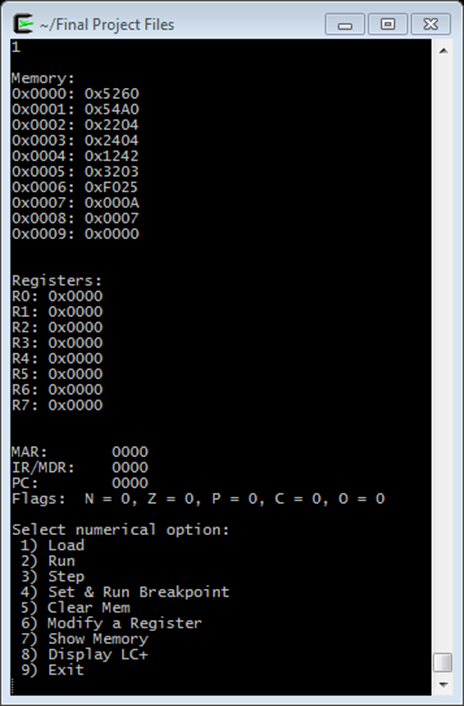 ~/Final Project Files
1
Memory:
0x0000: 0x5260
0x0001: 0x54A0
0x0002: 0x2204
0x0003: 0x2404
0x0004: 0x1242
0x0005: 0x3203
0x0006: 0xF025
0x0007: 0x000A
0x0008: 0x0007
0x0009: 0x0000
Registers:
R0: 0x0000
R1: 0x0000
R2: 0x0000
R3: 0x0000
R4: 0x0000
R5: 0x0000
R6: 0x0000
R7: 0x0000
MAR: 0000
IR/MDR: 0000
PC: 0000
Flags: N = 0, Z = 0, P = 0, C = 0, O = 0
Select numerical option:
1) Load
2) Run
3) Step
4) Set & Run Breakpoint
5) Clear Mem
6) Modify a Register
7) Show Memory
8) Display LC+
9) Exit